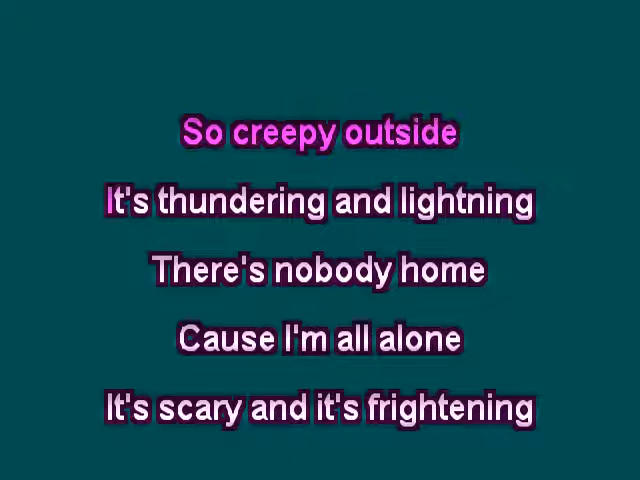 So creepy outside
It's thundering and lightning
There's nobody home
Cause I'm all alone
It's scary and it's frightening